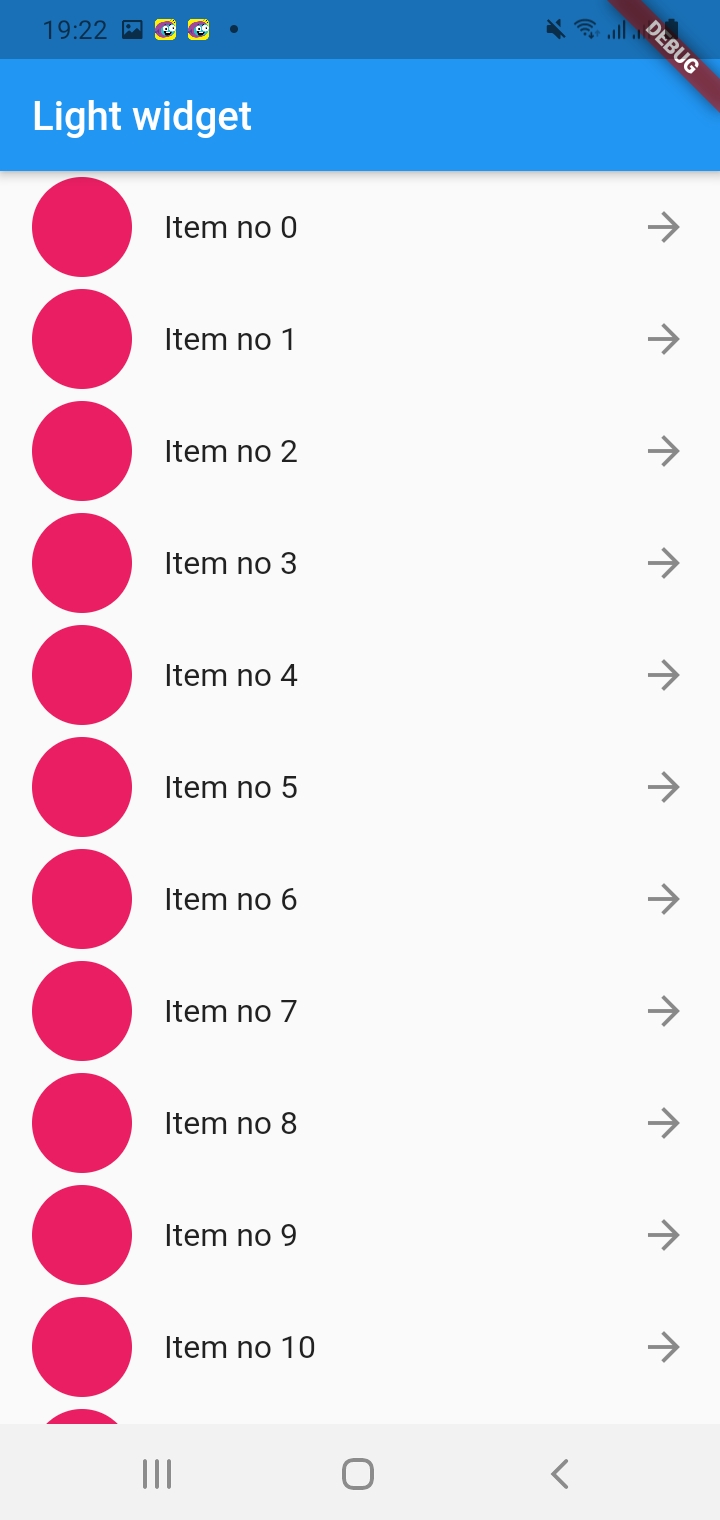 19:22
DEBUG
Light widget
Item no 0
Item no 1
Item no 2
Item no 3
Item no 4
Item no 5
Item no 6
Item no 7
Item no 8
Item no 9
Item no 10